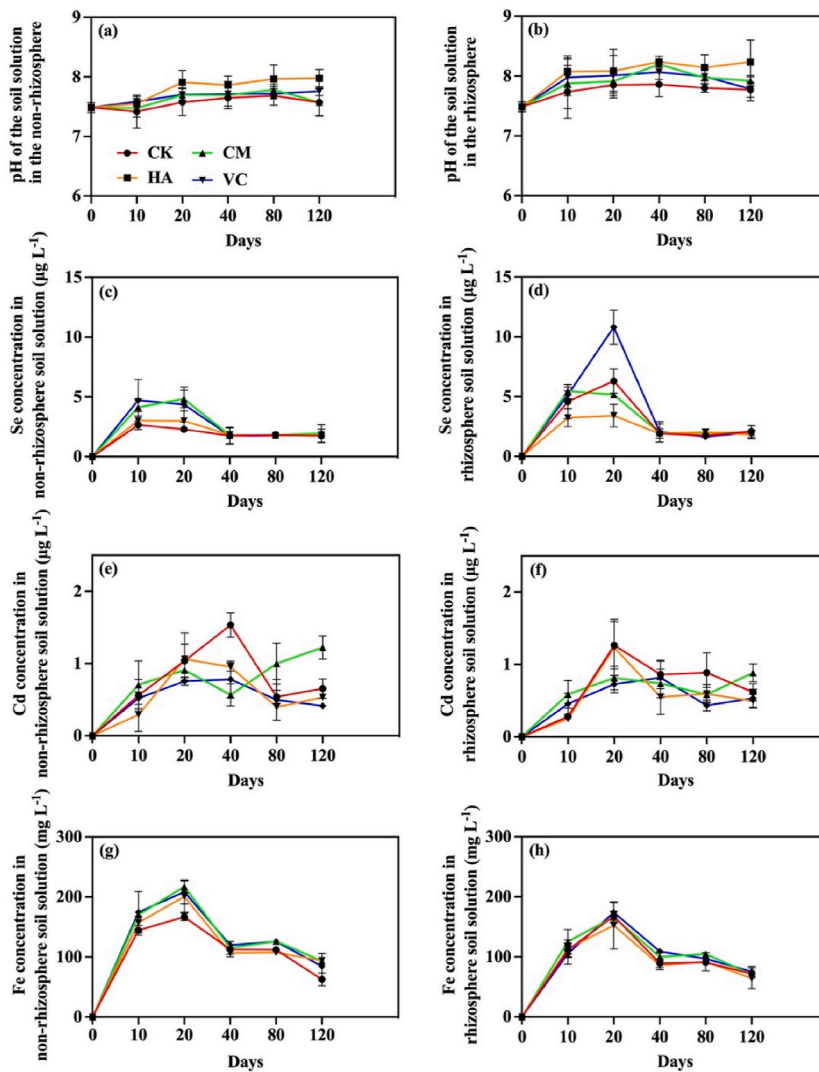 (a)
9
8
7
6
pH of the soil solution
in the non-rhizosphere
CK
CM
HA
VC
0 10 20 40 80 120
Days
(b)
9
8
7
6
pH of the soil solution
in the rhizosphere
0 10 20 40 80 120
Days
(c)
15
10
5
0
Se concentration in
non-rhizosphere soil solution (µg L⁻¹)
0 10 20 40 80 120
Days
(d)
15
10
5
0
Se concentration in
rhizosphere soil solution (µg L⁻¹)
0 10 20 40 80 120
Days
(e)
2
1
0
Cd concentration in
non-rhizosphere soil solution (µg L⁻¹)
0 10 20 40 80 120
Days
(f)
2
1
0
Cd concentration in
rhizosphere soil solution (µg L⁻¹)
0 10 20 40 80 120
Days
(g)
300
200
100
0
Fe concentration in
non-rhizosphere soil solution (mg L⁻¹)
0 10 20 40 80 120
Days
(h)
300
200
100
0
Fe concentration in
rhizosphere soil solution (mg L⁻¹)
0 10 20 40 80 120
Days